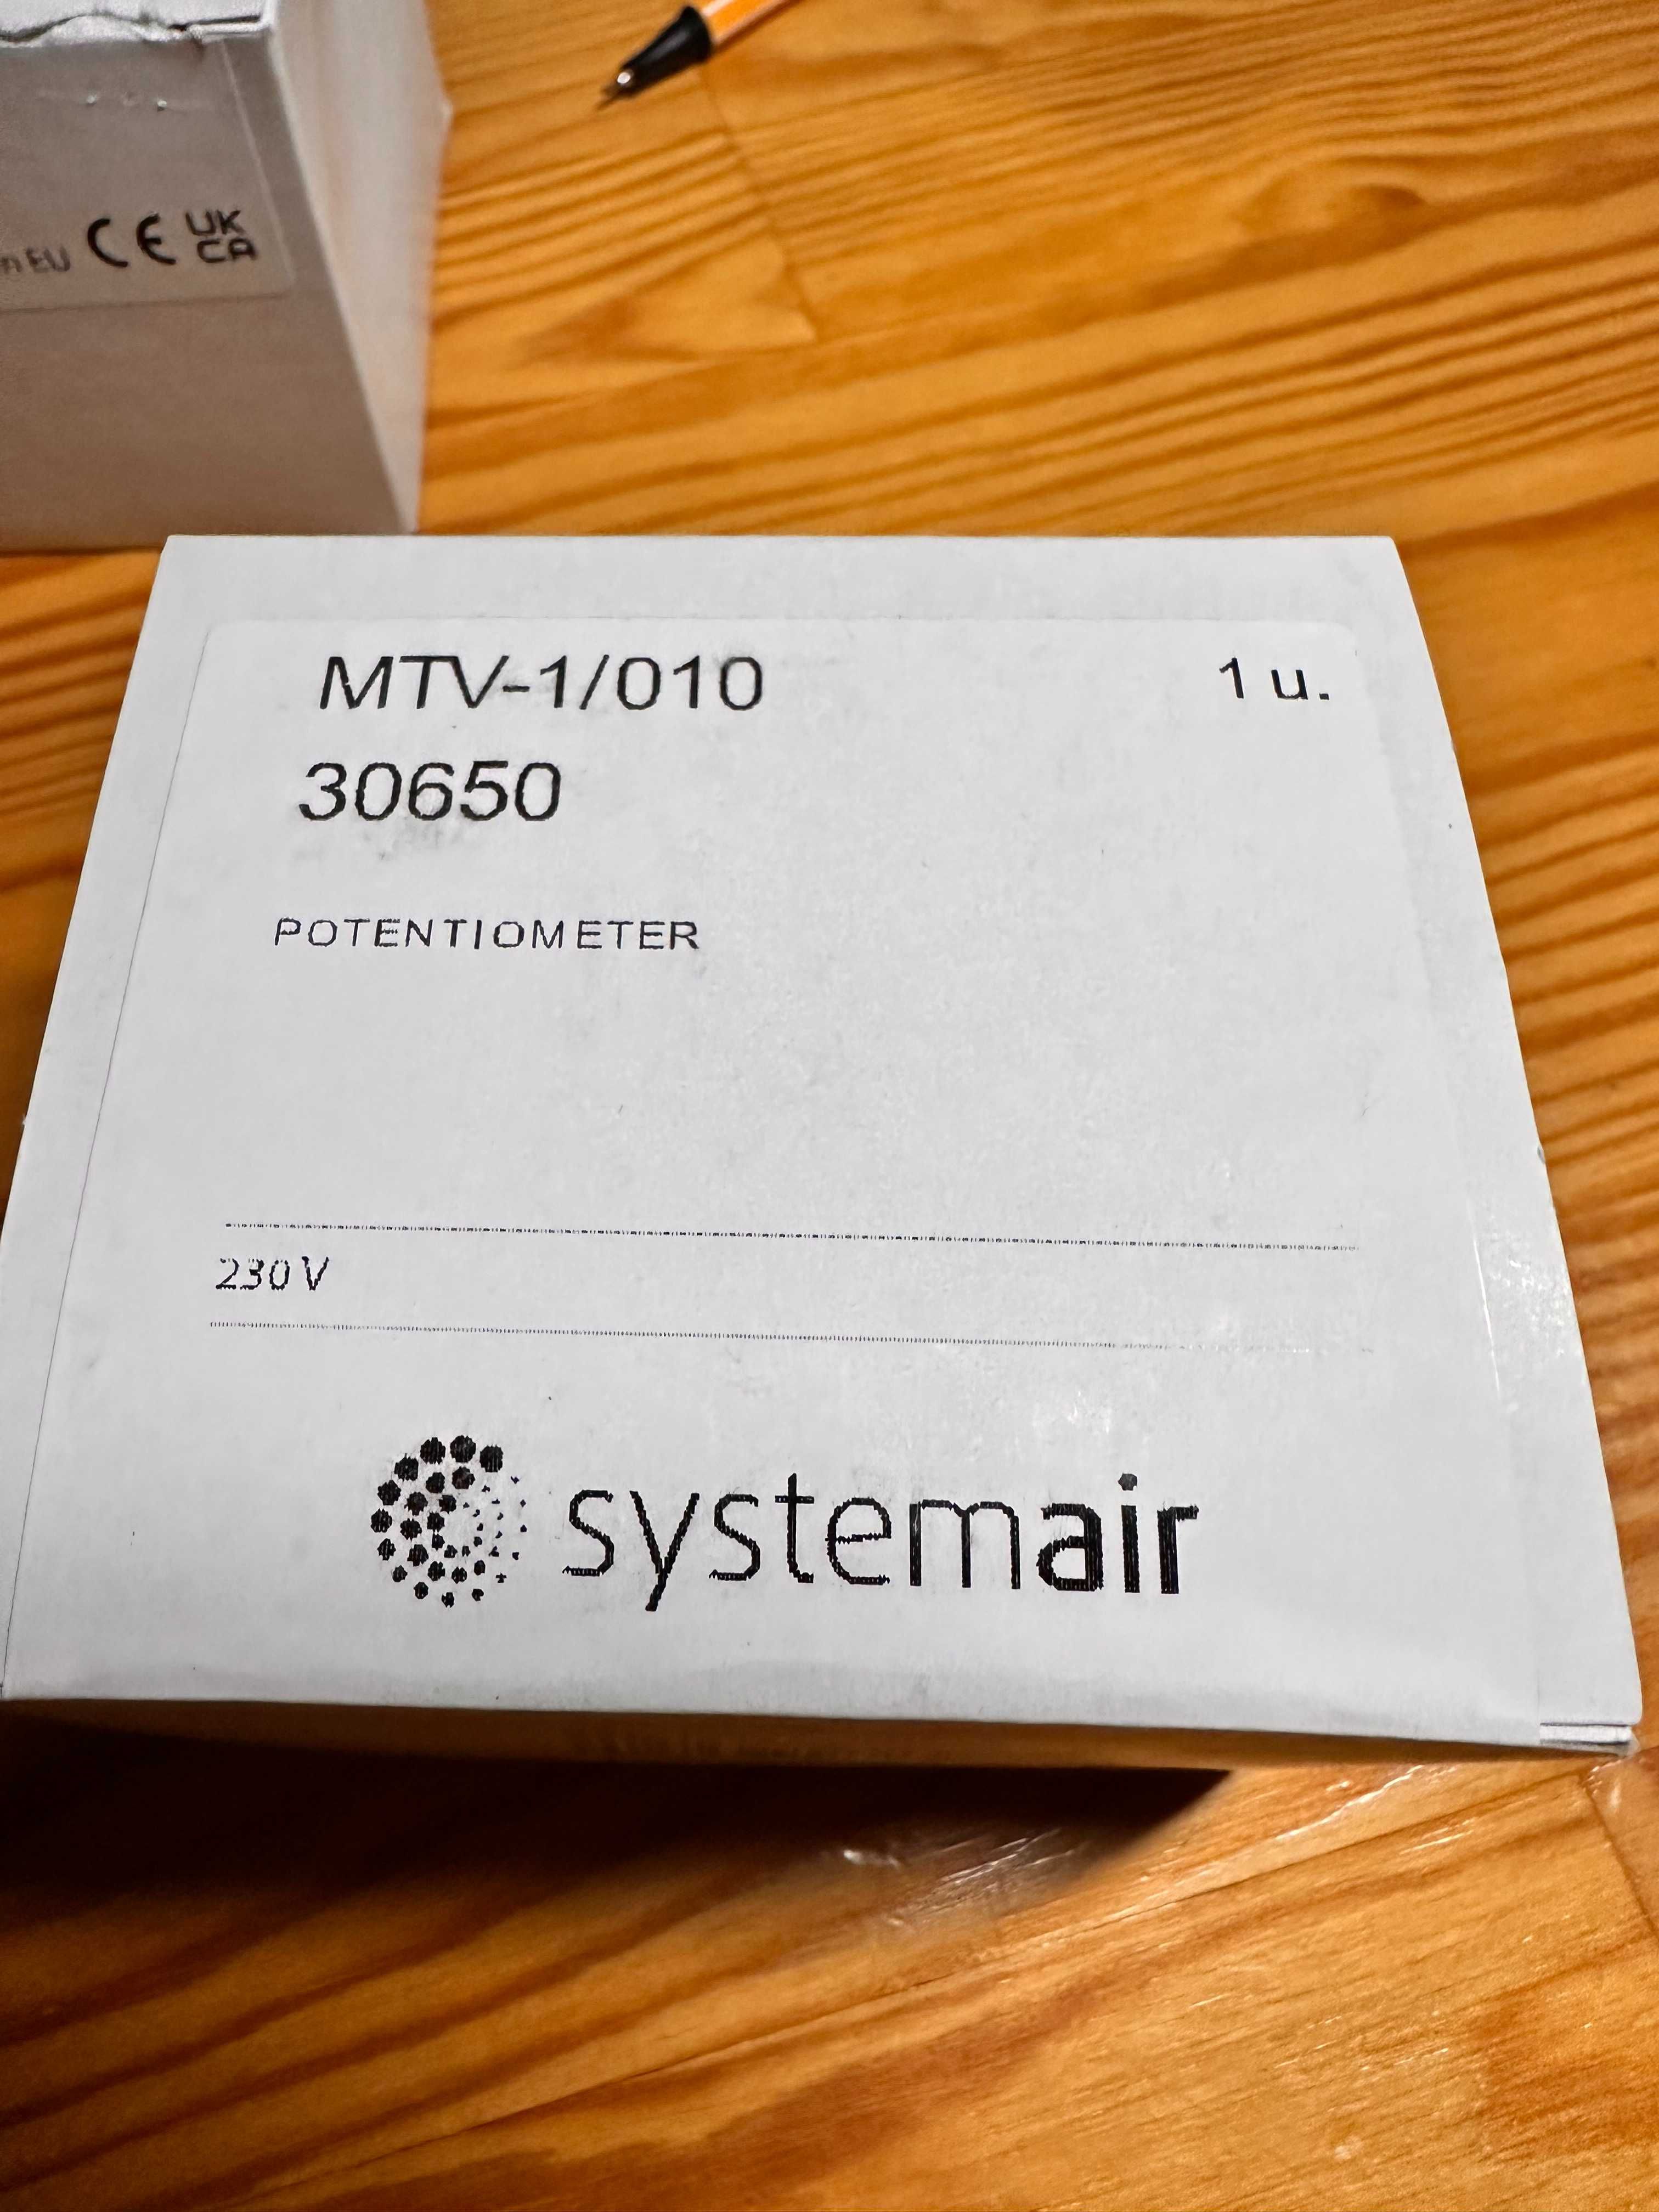 EU CE UK
CA
MTV-1/010 1 u.
30650
POTENTIOMETER
230 V
systemair